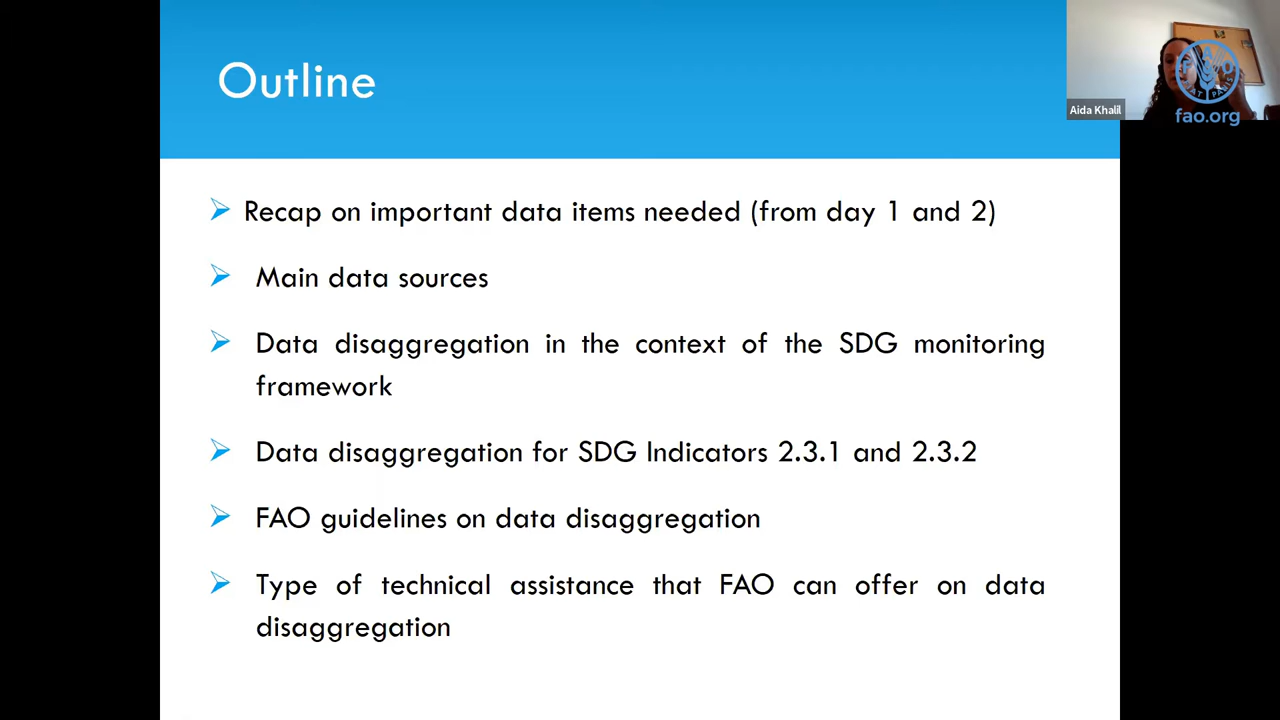 Outline
Aida Khalil
fao.org
Recap on important data items needed (from day 1 and 2)
Main data sources
Data disaggregation in the context of the SDG monitoring
framework
Data disaggregation for SDG Indicators 2.3.1 and 2.3.2
FAO guidelines on data disaggregation
Type of technical assistance that FAO can offer on data
disaggregation